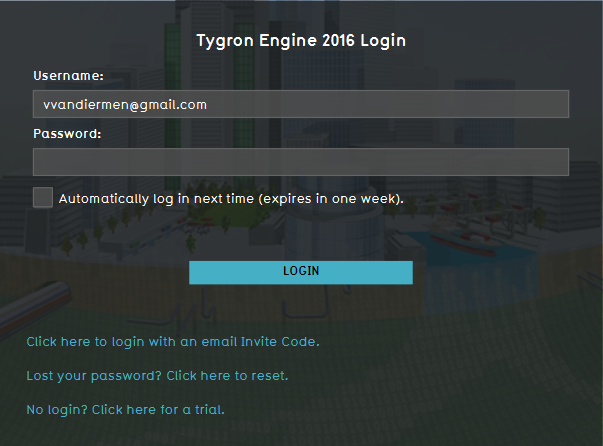 Tygron Engine 2016 Login
Username:
vvandiermen@gmail.com
Password:
Automatically log in next time (expires in one week).
LOGIN
Click here to login with an email Invite Code.
Lost your password? Click here to reset.
No login? Click here for a trial.